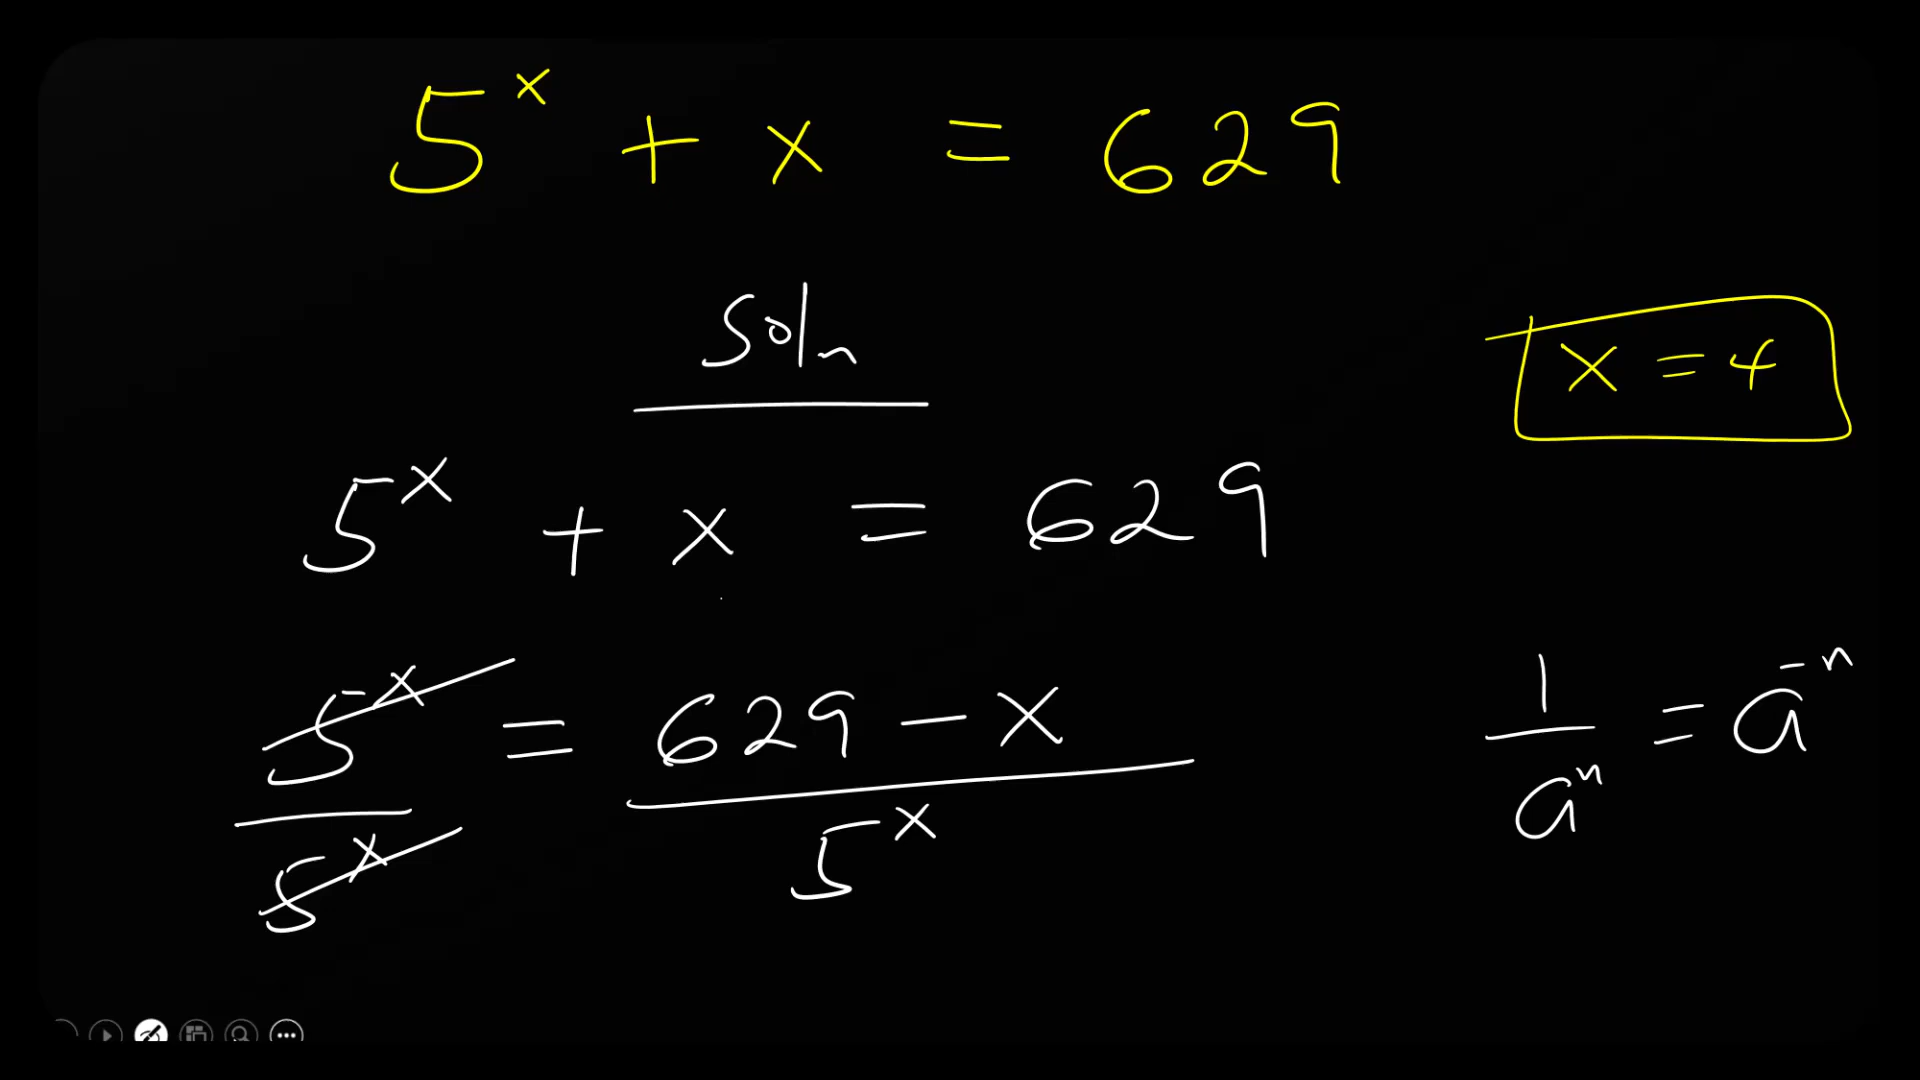 5^x + x = 629
Soln
x = 4
5^x + x = 629
5^x/5^x = (629 - x)/5^x
1/a^n = a^-n